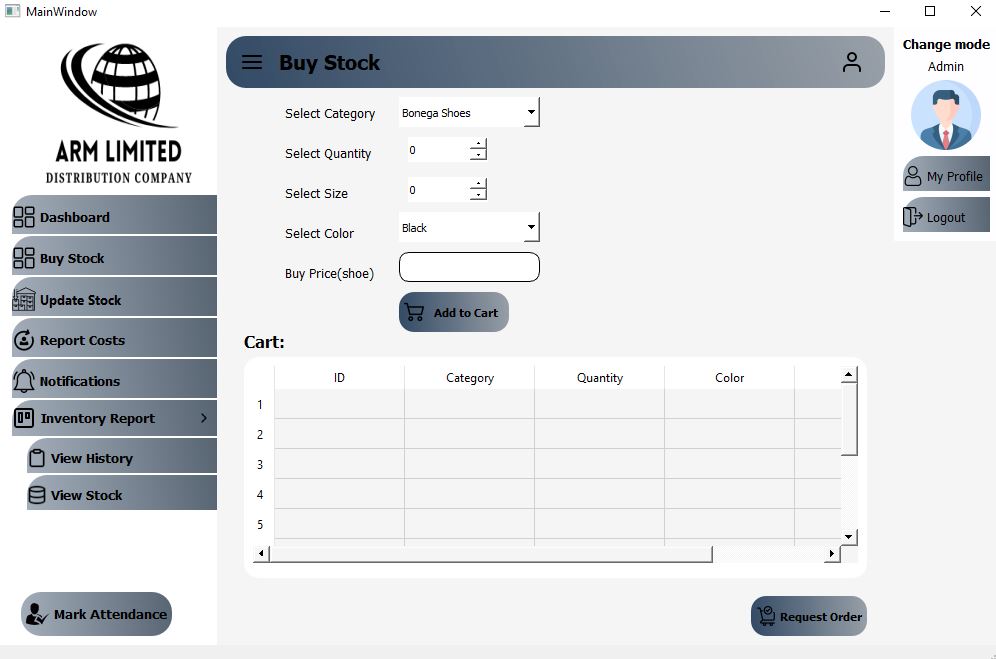 MainWindow
ARM LIMITED
DISTRIBUTION COMPANY
Dashboard
Buy Stock
Update Stock
Report Costs
Notifications
Inventory Report
View History
View Stock
Mark Attendance
Buy Stock
Select Category Bonega Shoes
Select Quantity 0
Select Size 0
Select Color Black
Buy Price(shoe)
Add to Cart
Cart:
ID Category Quantity Color
1
2
3
4
5
Request Order
Change mode
Admin
My Profile
Logout